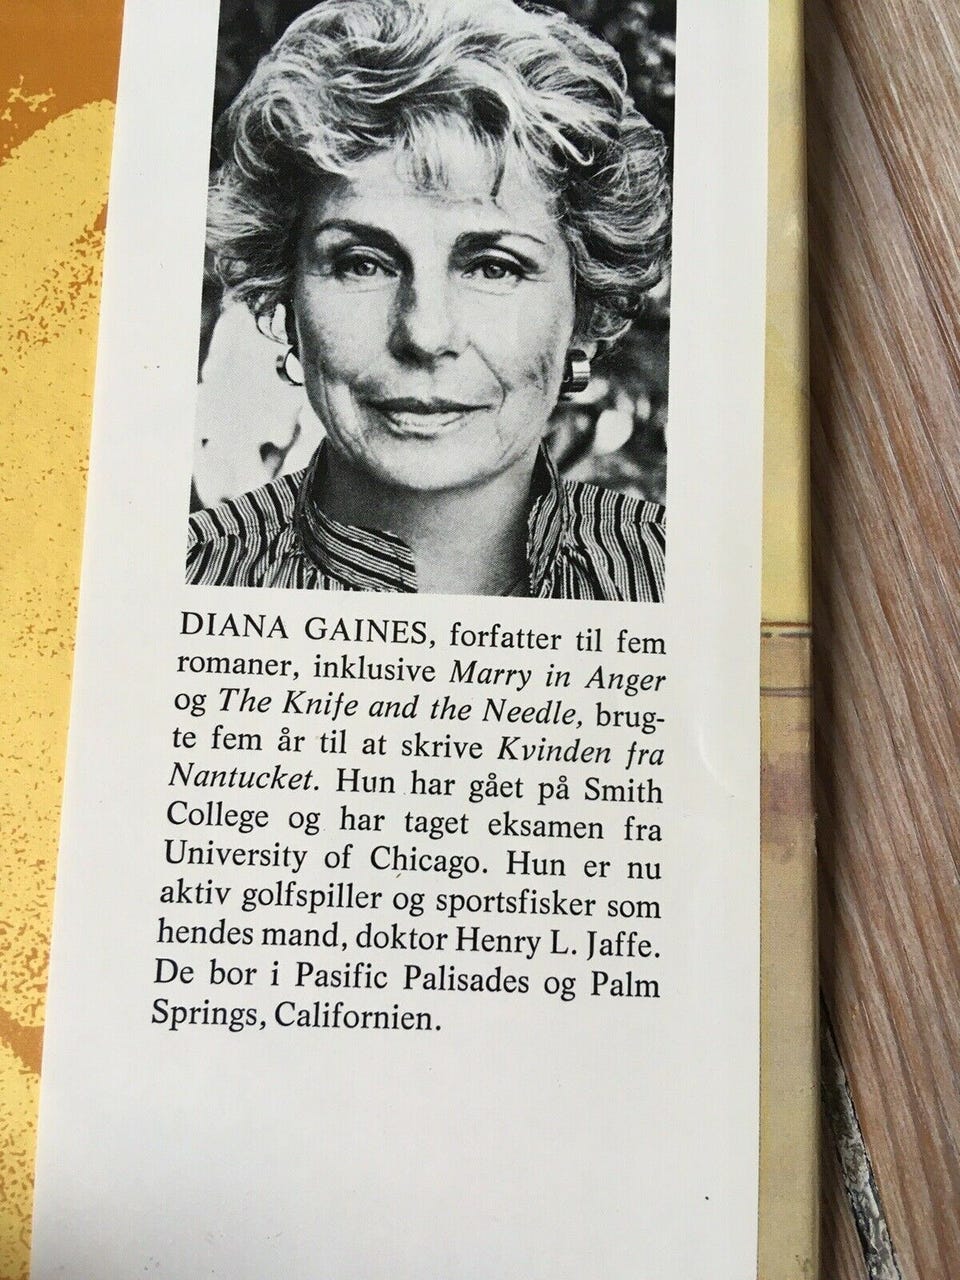 DIANA GAINES, forfatter til fem
romaner, inklusive Marry in Anger
og The Knife and the Needle, brug-
te fem år til at skrive Kvinden fra
Nantucket. Hun har gået på Smith
College og har taget eksamen fra
University of Chicago. Hun er nu
aktiv golfspiller og sportsfisker som
hendes mand, doktor Henry L. Jaffe.
De bor i Pasific Palisades og Palm
Springs, Californien.